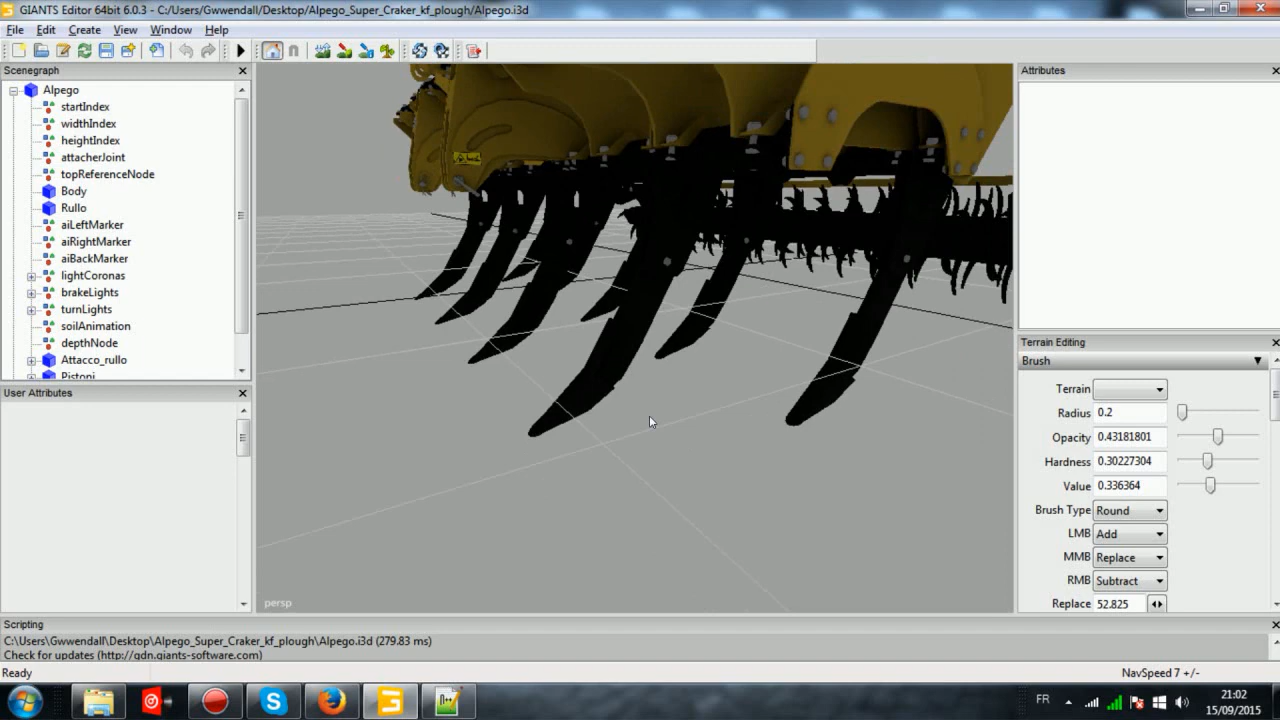 GIANTS Editor 64bit 6.0.3 - C:/Users/Gwwendall/Desktop/Alpego_Super_Craker_kf_plough/Alpego.i3d
File Edit Create View Window Help
Scenegraph
Alpego
startIndex
widthIndex
heightIndex
attacherJoint
topReferenceNode
Body
Rullo
aiLeftMarker
aiRightMarker
aiBackMarker
lightCoronas
brakeLights
turnLights
soilAnimation
depthNode
Attacco_rullo
Pistoni
User Attributes
persp
Attributes
Terrain Editing
Brush
Terrain
Radius 0.2
Opacity 0.43181801
Hardness 0.30227304
Value 0.336364
Brush Type Round
LMB Add
MMB Replace
RMB Subtract
Replace 52.825
Scripting
C:\Users\Gwwendall\Desktop\Alpego_Super_Craker_kf_plough\Alpego.i3d (279.83 ms)
Check for updates (http://gdn.giants-software.com)
Ready
NavSpeed 7 +/-
FR
21:02
15/09/2015